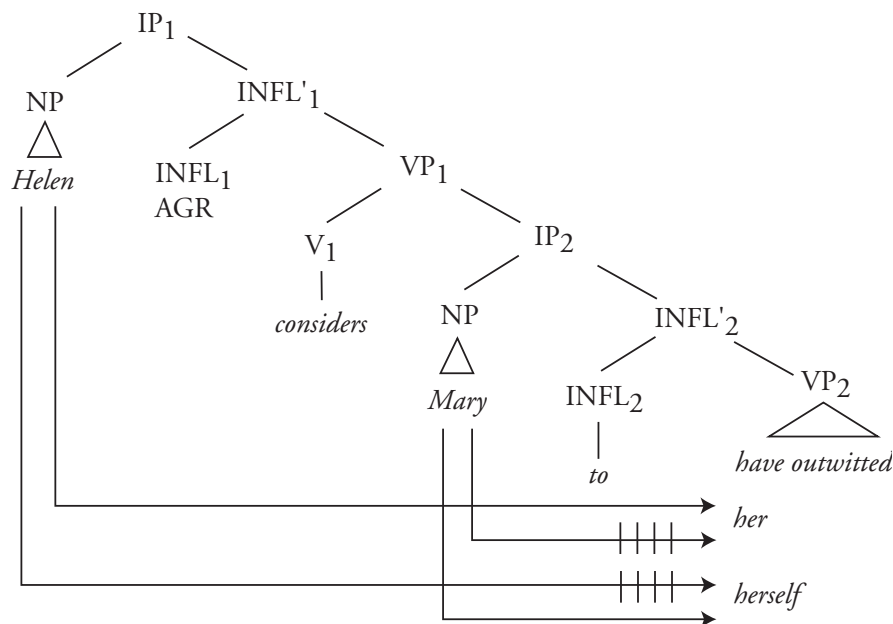 IP1
NP INFL'1
Helen INFL1 VP1
AGR
V1 IP2
considers NP INFL'2
Mary INFL2 VP2
to have outwitted
her
herself